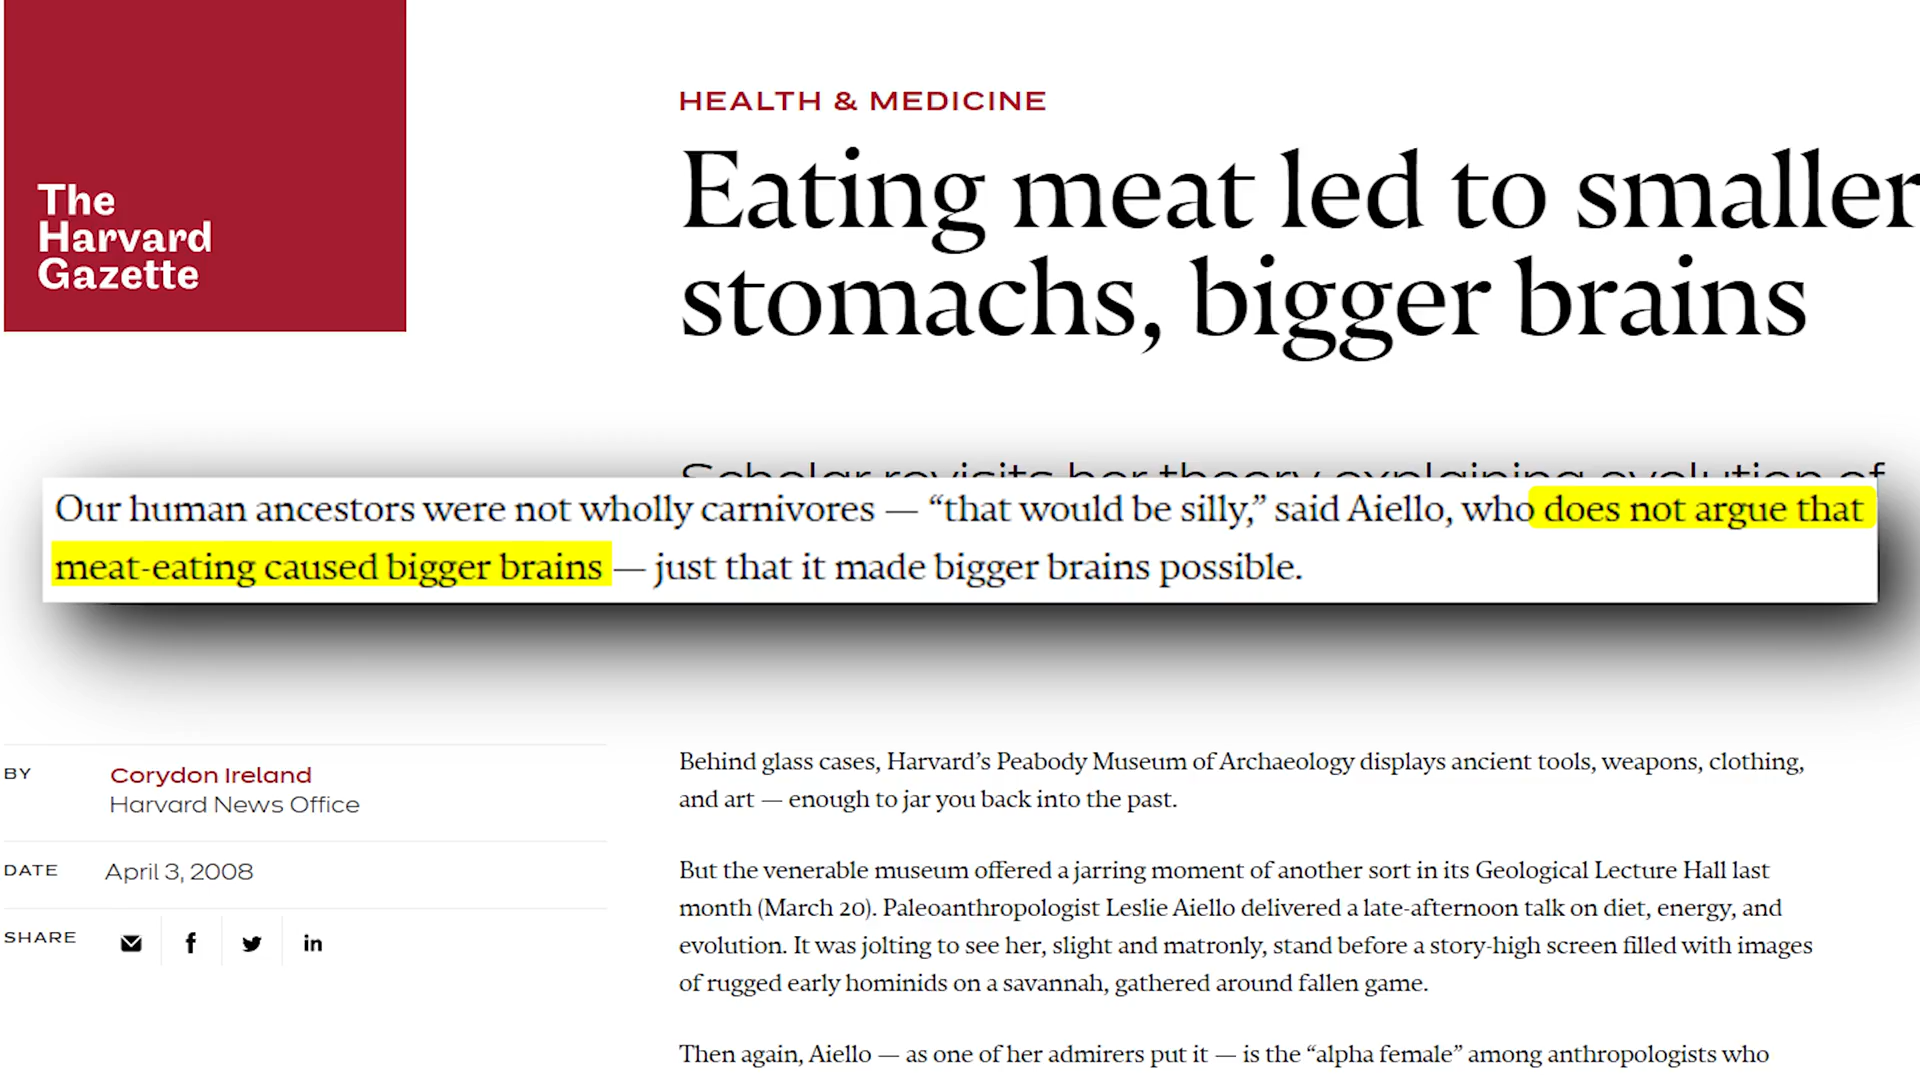 The
Harvard
Gazette
HEALTH & MEDICINE
Eating meat led to smaller
stomachs, bigger brains
Scholar revisits her theory explaining evolution of
Our human ancestors were not wholly carnivores — “that would be silly,” said Aiello, who does not argue that
meat-eating caused bigger brains — just that it made bigger brains possible.
BY
Corydon Ireland
Harvard News Office
DATE
April 3, 2008
SHARE
Behind glass cases, Harvard’s Peabody Museum of Archaeology displays ancient tools, weapons, clothing,
and art — enough to jar you back into the past.
But the venerable museum offered a jarring moment of another sort in its Geological Lecture Hall last
month (March 20). Paleoanthropologist Leslie Aiello delivered a late-afternoon talk on diet, energy, and
evolution. It was jolting to see her, slight and matronly, stand before a story-high screen filled with images
of rugged early hominids on a savannah, gathered around fallen game.
Then again, Aiello — as one of her admirers put it — is the “alpha female” among anthropologists who